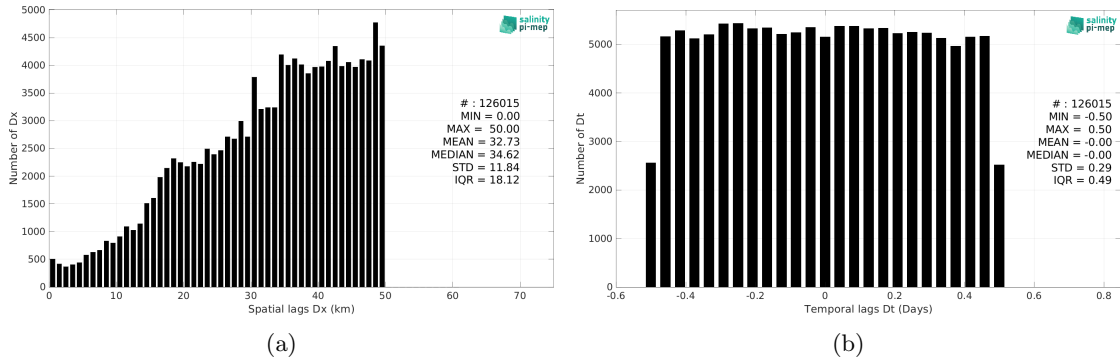 5000
4500
4000
3500
3000
2500
2000
1500
1000
500
0
Number of Dx
0 10 20 30 40 50 60 70
Spatial lags Dx (km)
salinity
pi-mep
# : 126015
MIN = 0.00
MAX = 50.00
MEAN = 32.73
MEDIAN = 34.62
STD = 11.84
IQR = 18.12
(a)
5000
4000
3000
2000
1000
0
Number of Dt
-0.6 -0.4 -0.2 0 0.2 0.4 0.6 0.8
Temporal lags Dt (Days)
salinity
pi-mep
# : 126015
MIN = -0.50
MAX = 0.50
MEAN = -0.00
MEDIAN = -0.00
STD = 0.29
IQR = 0.49
(b)